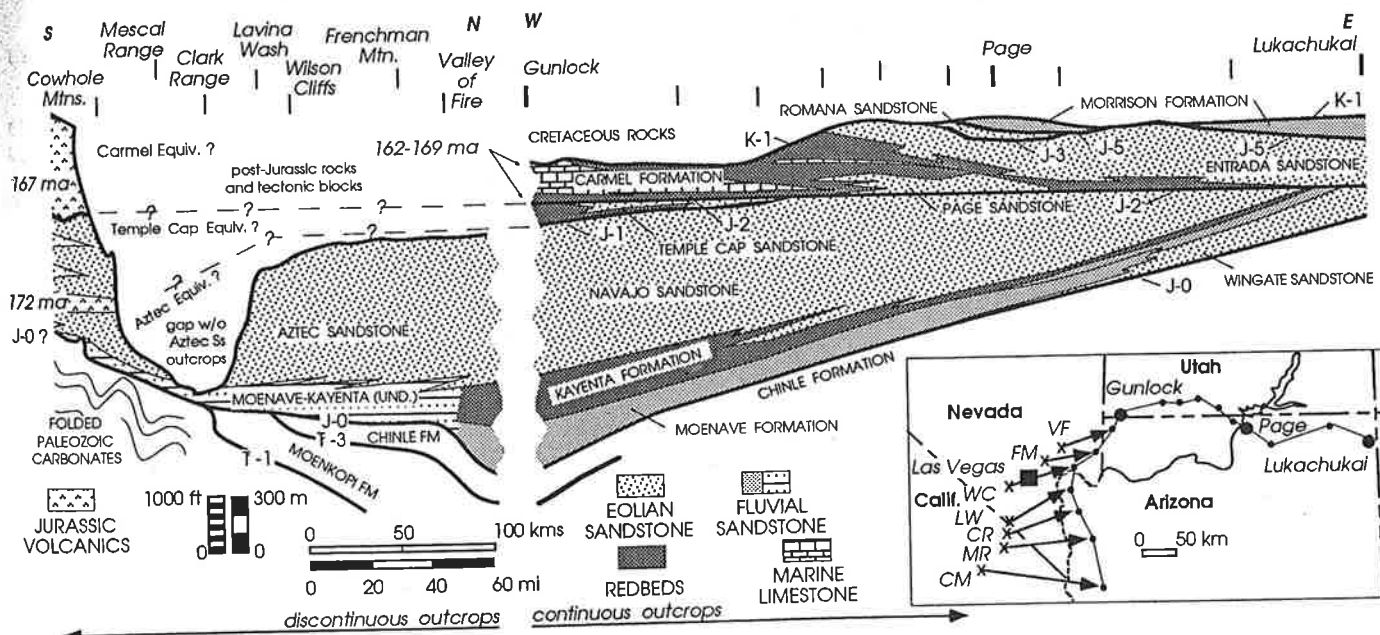 S
Mescal
Range
Lavina
Wash
Frenchman
Mtn.
N
W
E
Cowhole
Mtns.
Clark
Range
Wilson
Cliffs
Valley
of
Fire
Gunlock
Page
Lukachukai
ROMANA SANDSTONE
MORRISON FORMATION
K-1
Carmel Equiv. ?
162-169 ma
CRETACEOUS ROCKS
K-1
J-3
J-5
J-5
post-Jurassic rocks
and tectonic blocks
167 ma
CARMEL FORMATION
ENTRADA SANDSTONE
? ? ?
Temple Cap Equiv. ?
?
J-2
PAGE SANDSTONE
J-2
J-1
TEMPLE CAP SANDSTONE
?
Aztec Equiv. ?
NAVAJO SANDSTONE
J-0
WINGATE SANDSTONE
172 ma
J-0 ?
gap w/o
Aztec Ss
outcrops
AZTEC SANDSTONE
KAYENTA FORMATION
CHINLE FORMATION
MOENAVE-KAYENTA (UND.)
MOENAVE FORMATION
J-0
Ŧ-3
CHINLE FM
Ŧ-1
MOENKOPI FM
FOLDED
PALEOZOIC
CARBONATES
JURASSIC
VOLCANICS
1000 ft
300 m
0
0
0
50
100 kms
0
20
40
60 mi
EOLIAN
SANDSTONE
FLUVIAL
SANDSTONE
REDBEDS
MARINE
LIMESTONE
discontinuous outcrops
continuous outcrops
Utah
Gunlock
Nevada
Page
VF
FM
Las Vegas
Lukachukai
WC
Calif.
LW
Arizona
CR
MR
CM
0 50 km